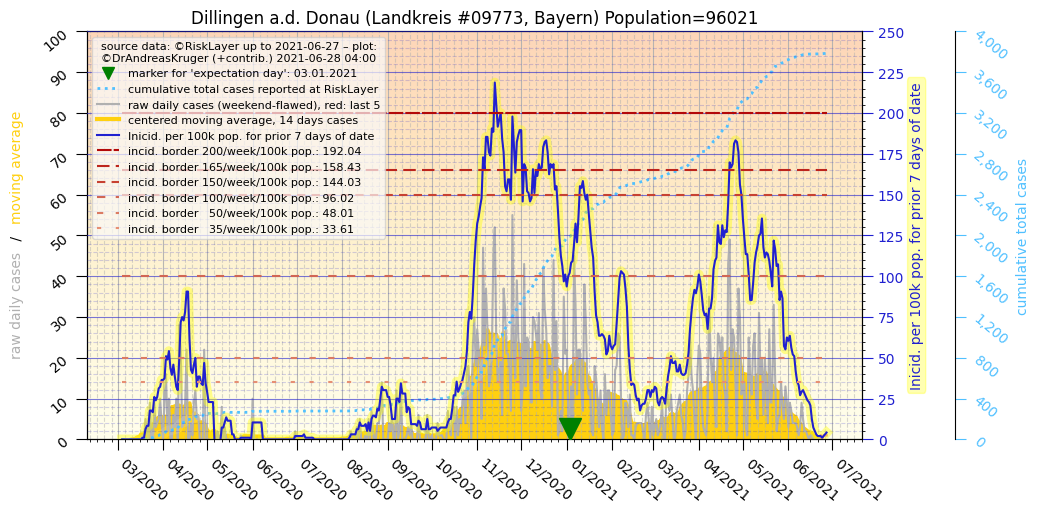 Dillingen a.d. Donau (Landkreis #09773, Bayern) Population=96021
source data: ©RiskLayer up to 2021-06-27 – plot:
©DrAndreasKruger (+contrib.) 2021-06-28 04:00
marker for 'expectation day': 03.01.2021
cumulative total cases reported at RiskLayer
raw daily cases (weekend-flawed), red: last 5
centered moving average, 14 days cases
Inicid. per 100k pop. for prior 7 days of date
incid. border 200/week/100k pop.: 192.04
incid. border 165/week/100k pop.: 158.43
incid. border 150/week/100k pop.: 144.03
incid. border 100/week/100k pop.: 96.02
incid. border   50/week/100k pop.: 48.01
incid. border   35/week/100k pop.: 33.61
raw daily cases  /  moving average
100
90
80
70
60
50
40
30
20
10
0
250
225
200
175
150
125
100
75
50
25
0
Inicid. per 100k pop. for prior 7 days of date
4,000
3,600
3,200
2,800
2,400
2,000
1,600
1,200
800
400
0
cumulative total cases
03/2020
04/2020
05/2020
06/2020
07/2020
08/2020
09/2020
10/2020
11/2020
12/2020
01/2021
02/2021
03/2021
04/2021
05/2021
06/2021
07/2021